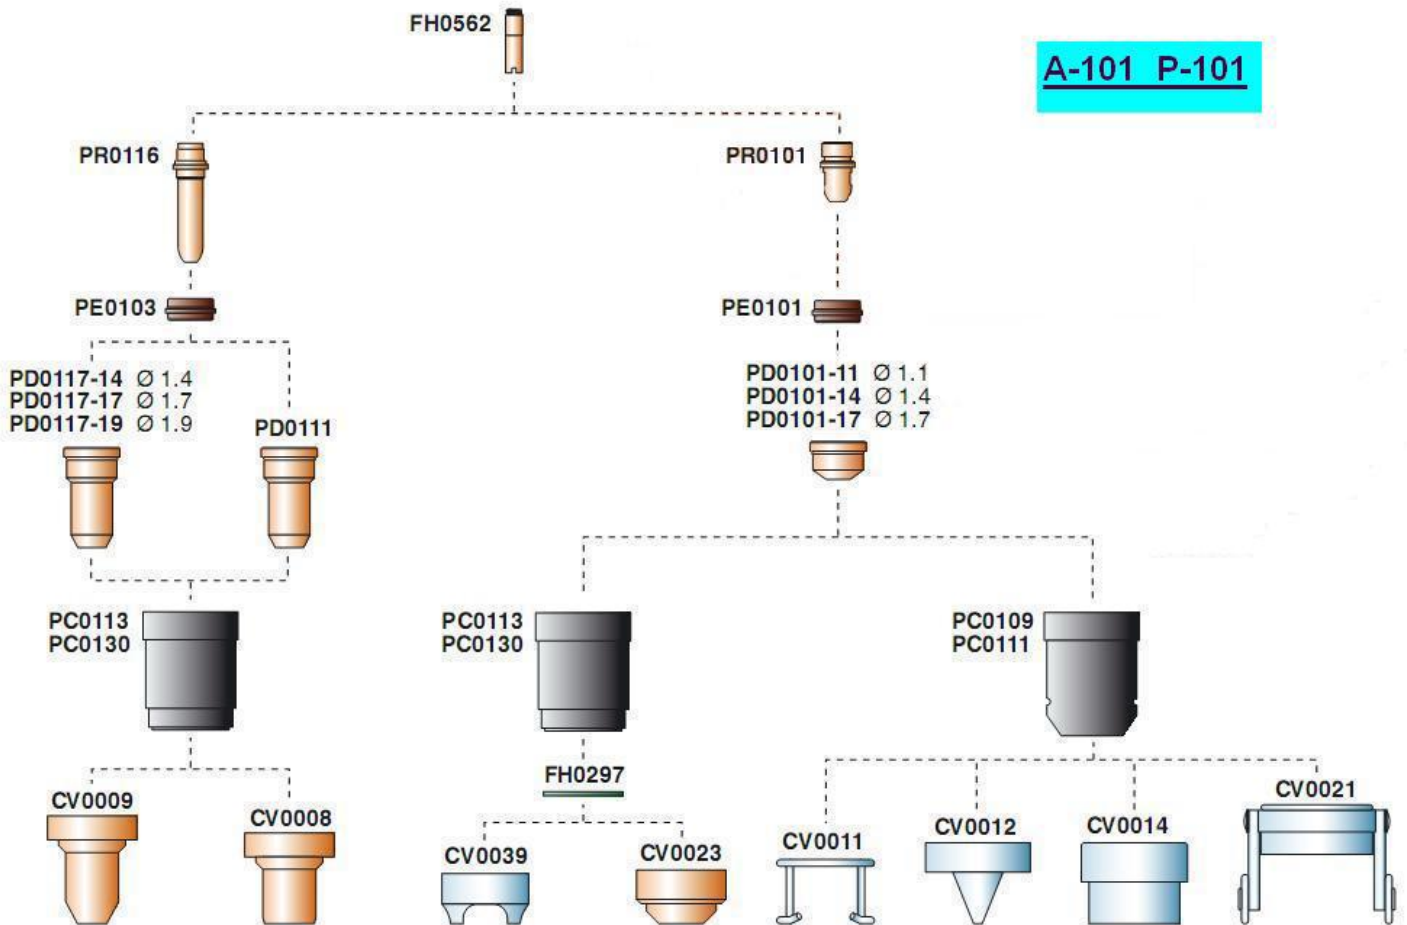 FH0562
A-101 P-101
PR0116
PR0101
PE0103
PE0101
PD0117-14 Ø 1.4
PD0117-17 Ø 1.7
PD0117-19 Ø 1.9
PD0111
PD0101-11 Ø 1.1
PD0101-14 Ø 1.4
PD0101-17 Ø 1.7
PC0113
PC0130
PC0113
PC0130
PC0109
PC0111
FH0297
CV0009
CV0008
CV0039
CV0023
CV0011
CV0012
CV0014
CV0021